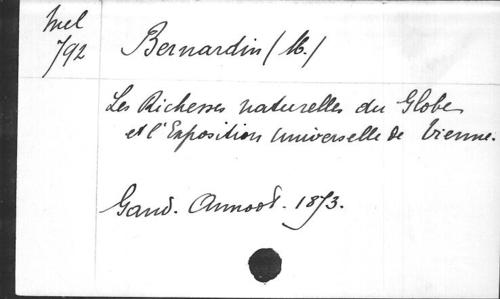 Mel
792
Bernardin (M.)
Les Richesses naturelles du Globe
et l'Exposition universelle de Vienne.
Gand. Annoot. 1873.